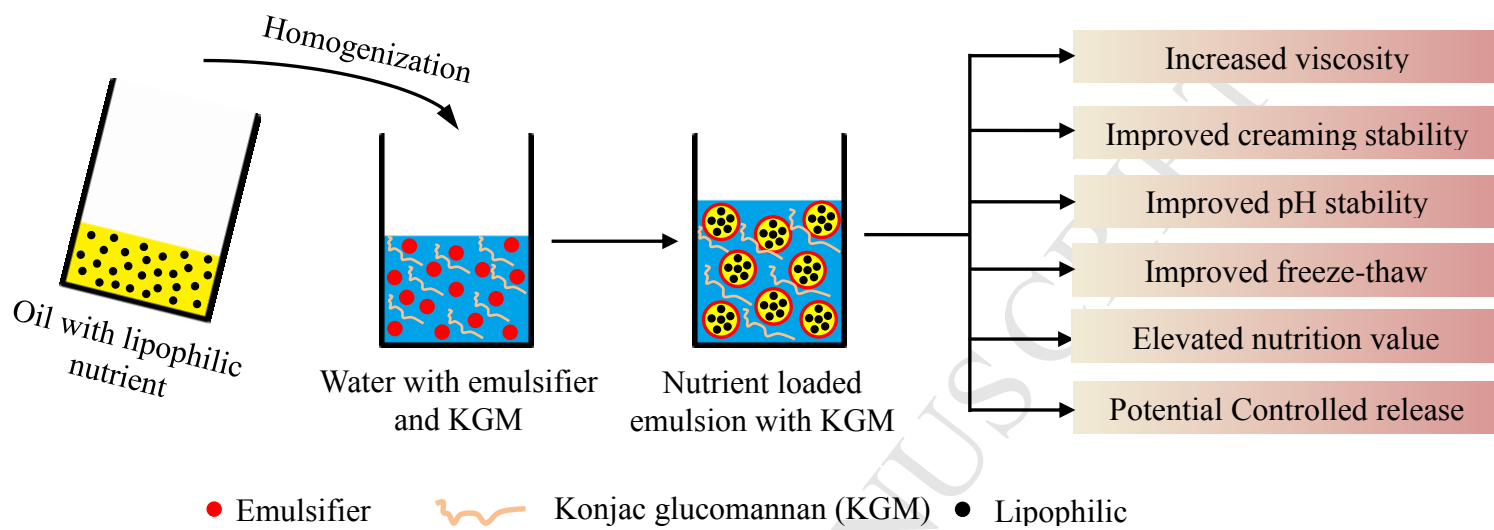 Homogenization
Oil with lipophilic
nutrient
Water with emulsifier
and KGM
Nutrient loaded
emulsion with KGM
Increased viscosity
Improved creaming stability
Improved pH stability
Improved freeze-thaw
Elevated nutrition value
Potential Controlled release
NUSCRIPT
Emulsifier
Konjac glucomannan (KGM)
Lipophilic